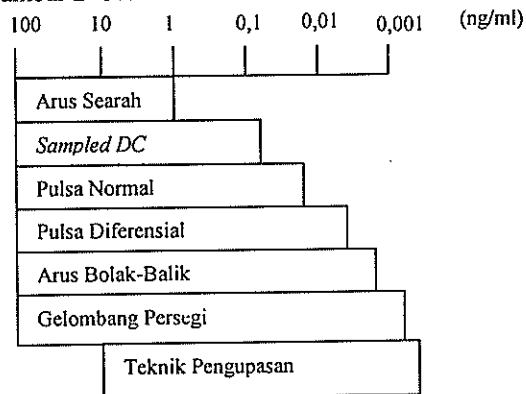 100 10 1 0,1 0,01 0,001 (ng/ml)
Arus Searah
Sampled DC
Pulsa Normal
Pulsa Diferensial
Arus Bolak-Balik
Gelombang Persegi
Teknik Pengupasan